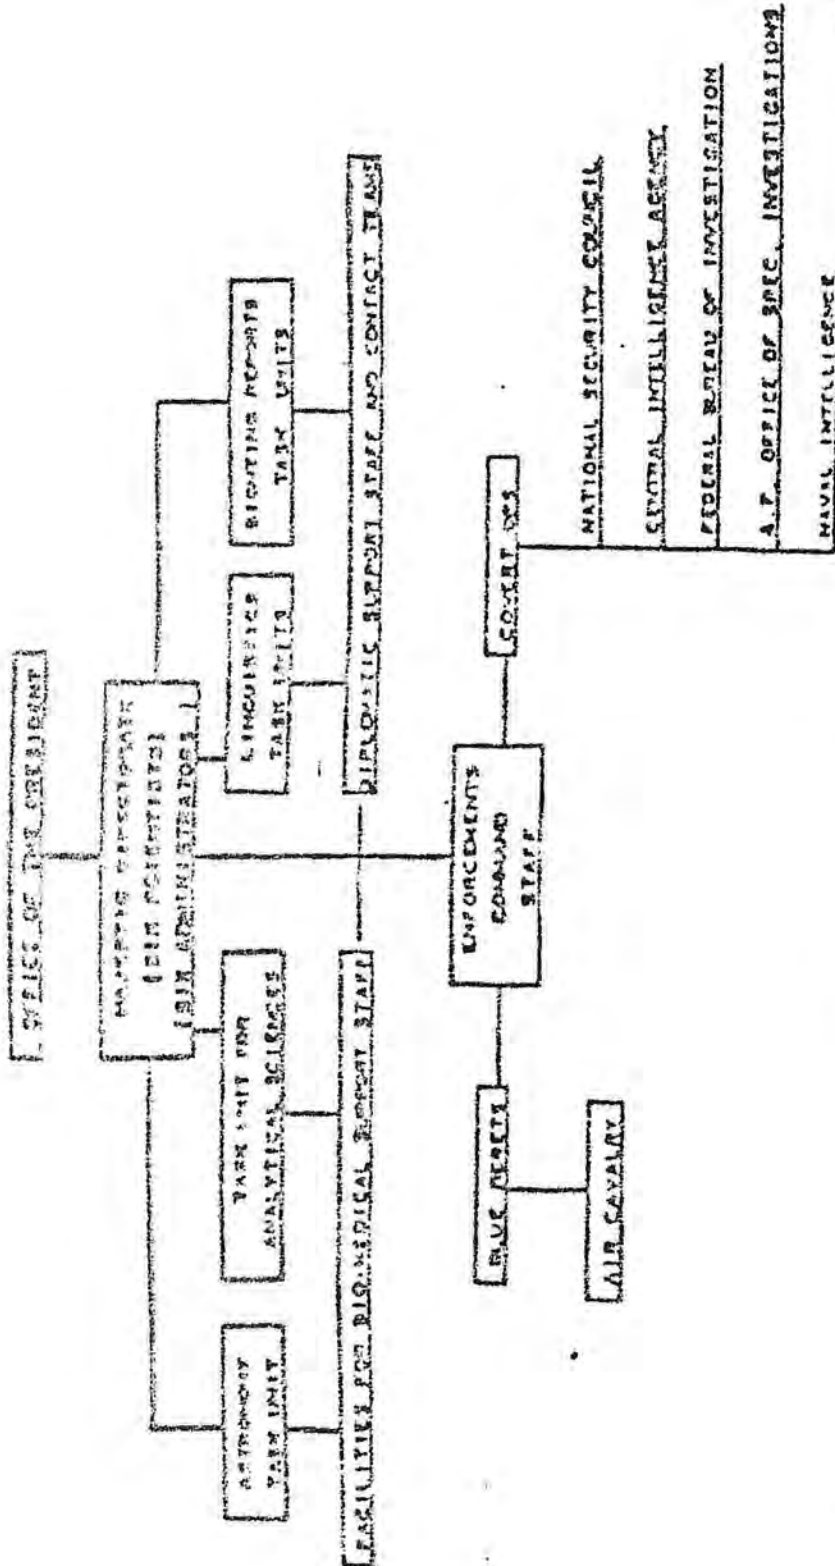 OFFICE OF THE PRESIDENT
MAJESTIC DIRECTORATE
(SIX SCIENTISTS)
(SIX ADMINISTRATORS)
ASTRONOMY
TASK UNIT
TASK UNIT FOR
ANALYTICAL SCIENCES
LINGUISTICS
TASK UNITS
SIGHTING REPORTS
TASK UNITS
FACILITIES FOR BIO-MEDICAL SUPPORT STAFF
DIPLOMATIC SUPPORT STAFF AND CONTACT TEAMS
ENFORCEMENTS
COMMAND
STAFF
BLUE BERETS
COVERT OPS
AIR CAVALRY
NATIONAL SECURITY COUNCIL
CENTRAL INTELLIGENCE AGENCY
FEDERAL BUREAU OF INVESTIGATION
A.F. OFFICE OF SPEC. INVESTIGATIONS
NAVAL INTELLIGENCE